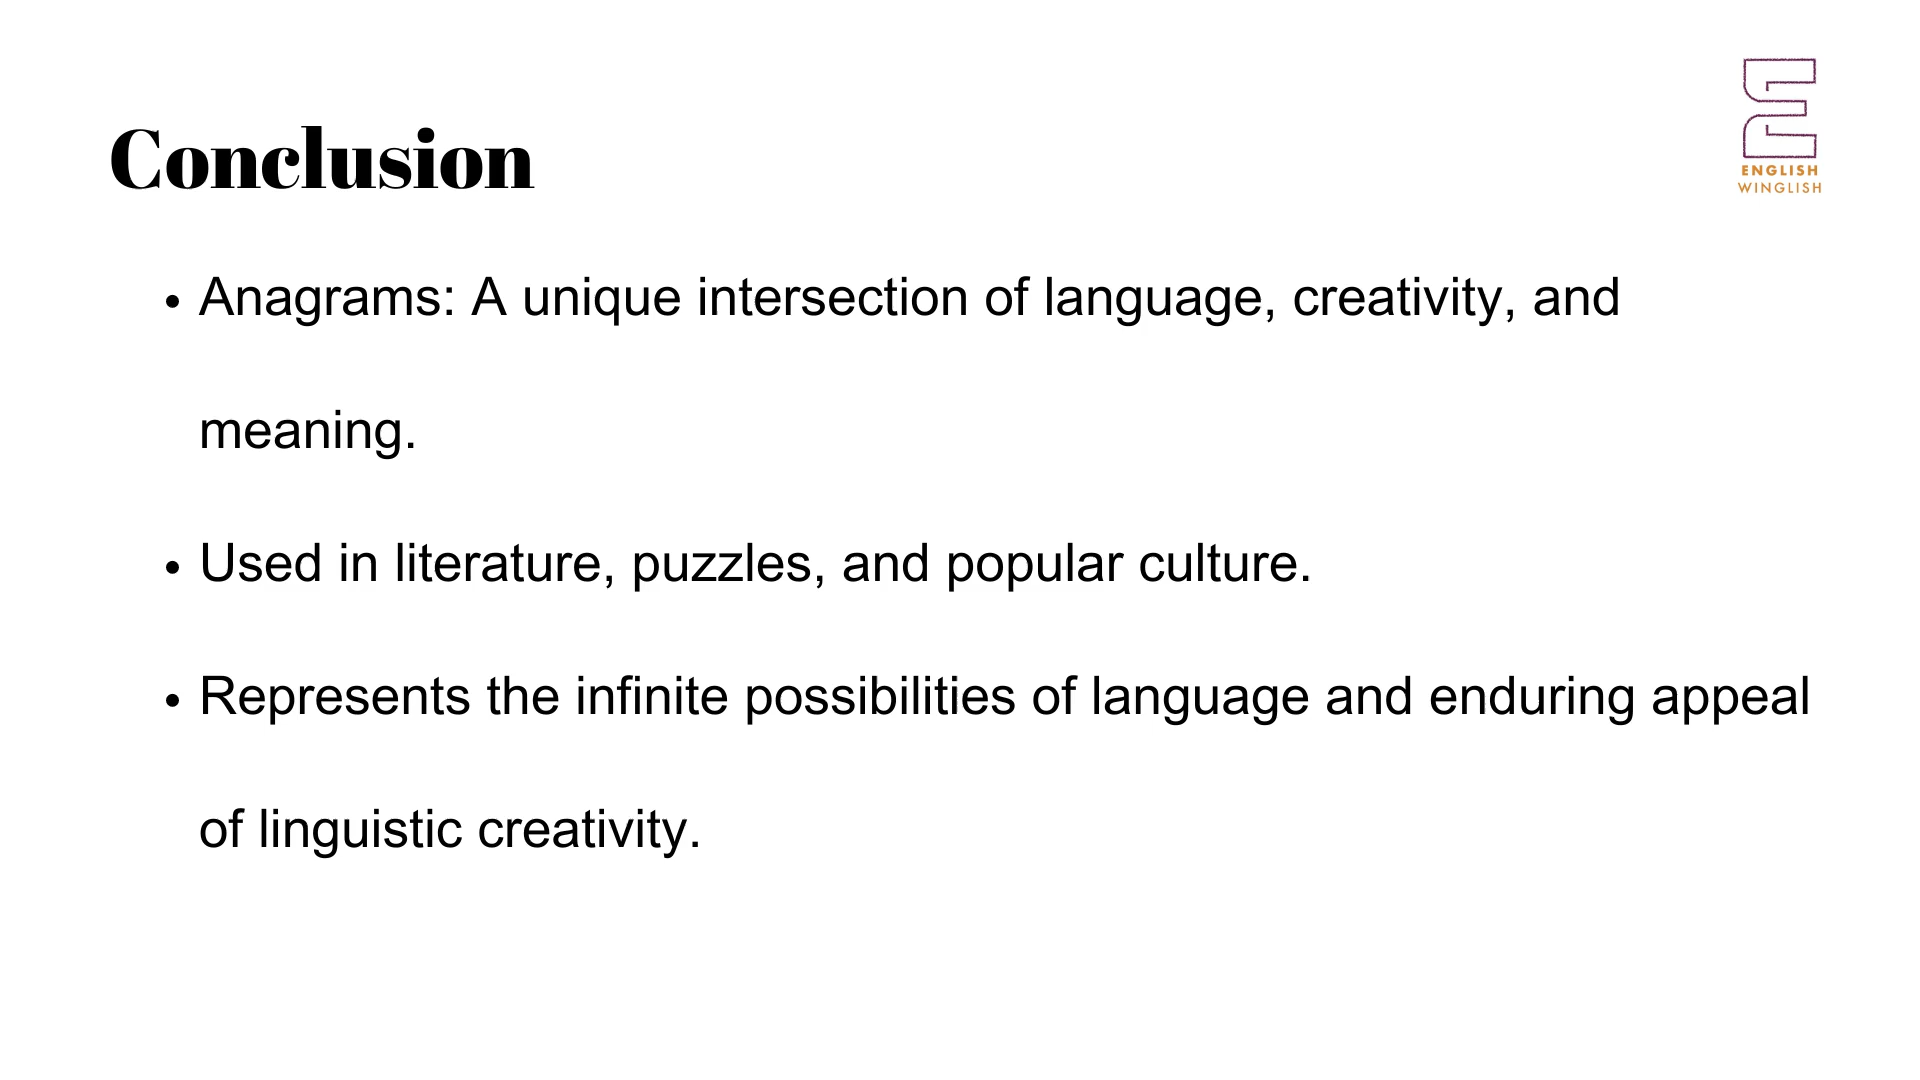 Conclusion
ENGLISH
WINGLISH
• Anagrams: A unique intersection of language, creativity, and
meaning.
• Used in literature, puzzles, and popular culture.
• Represents the infinite possibilities of language and enduring appeal
of linguistic creativity.